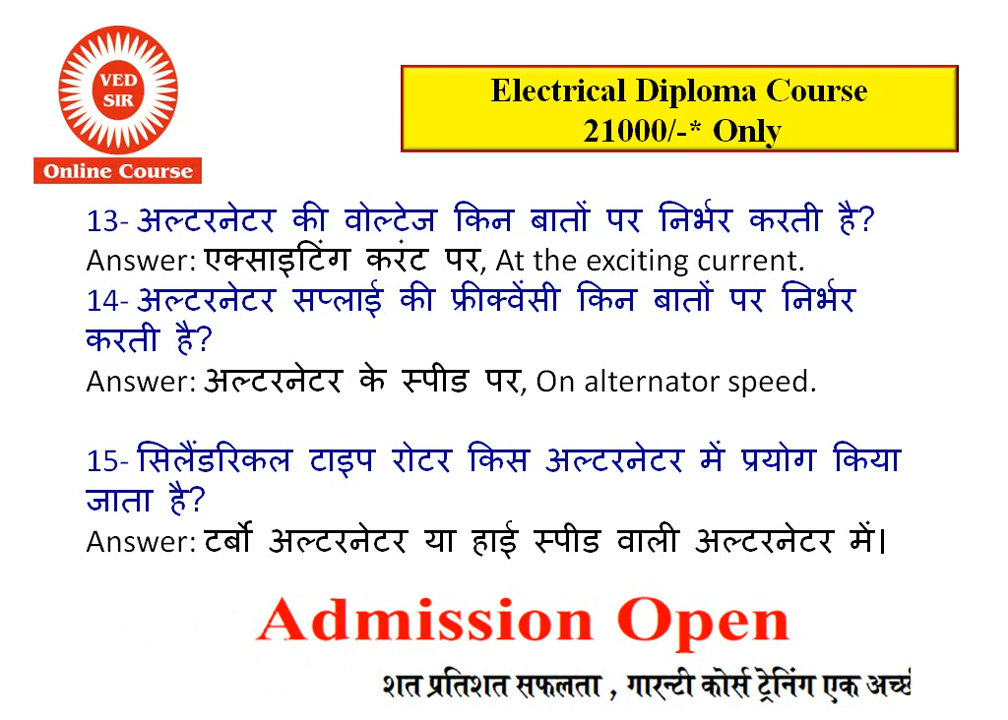 VED
SIR
Online Course
Electrical Diploma Course
21000/-* Only
13- अल्टरनेटर की वोल्टेज किन बातों पर निर्भर करती है?
Answer: एक्साइटिंग करंट पर, At the exciting current.
14- अल्टरनेटर सप्लाई की फ्रीक्वेंसी किन बातों पर निर्भर
करती है?
Answer: अल्टरनेटर के स्पीड पर, On alternator speed.
15- सिलैंडरिकल टाइप रोटर किस अल्टरनेटर में प्रयोग किया
जाता है?
Answer: टर्बो अल्टरनेटर या हाई स्पीड वाली अल्टरनेटर में।
Admission Open
शत प्रतिशत सफलता , गारन्टी कोर्स ट्रेनिंग एक